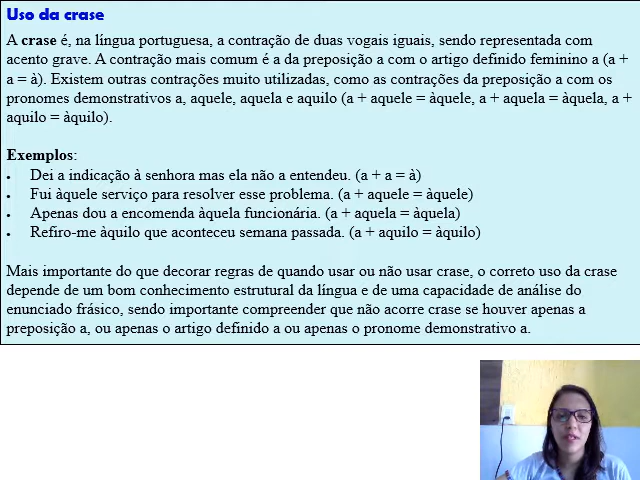 Uso da crase
A crase é, na língua portuguesa, a contração de duas vogais iguais, sendo representada com
acento grave. A contração mais comum é a da preposição a com o artigo definido feminino a (a +
a = à). Existem outras contrações muito utilizadas, como as contrações da preposição a com os
pronomes demonstrativos a, aquele, aquela e aquilo (a + aquele = àquele, a + aquela = àquela, a +
aquilo = àquilo).
Exemplos:
• Dei a indicação à senhora mas ela não a entendeu. (a + a = à)
• Fui àquele serviço para resolver esse problema. (a + aquele = àquele)
• Apenas dou a encomenda àquela funcionária. (a + aquela = àquela)
• Refiro-me àquilo que aconteceu semana passada. (a + aquilo = àquilo)
Mais importante do que decorar regras de quando usar ou não usar crase, o correto uso da crase
depende de um bom conhecimento estrutural da língua e de uma capacidade de análise do
enunciado frásico, sendo importante compreender que não acorre crase se houver apenas a
preposição a, ou apenas o artigo definido a ou apenas o pronome demonstrativo a.